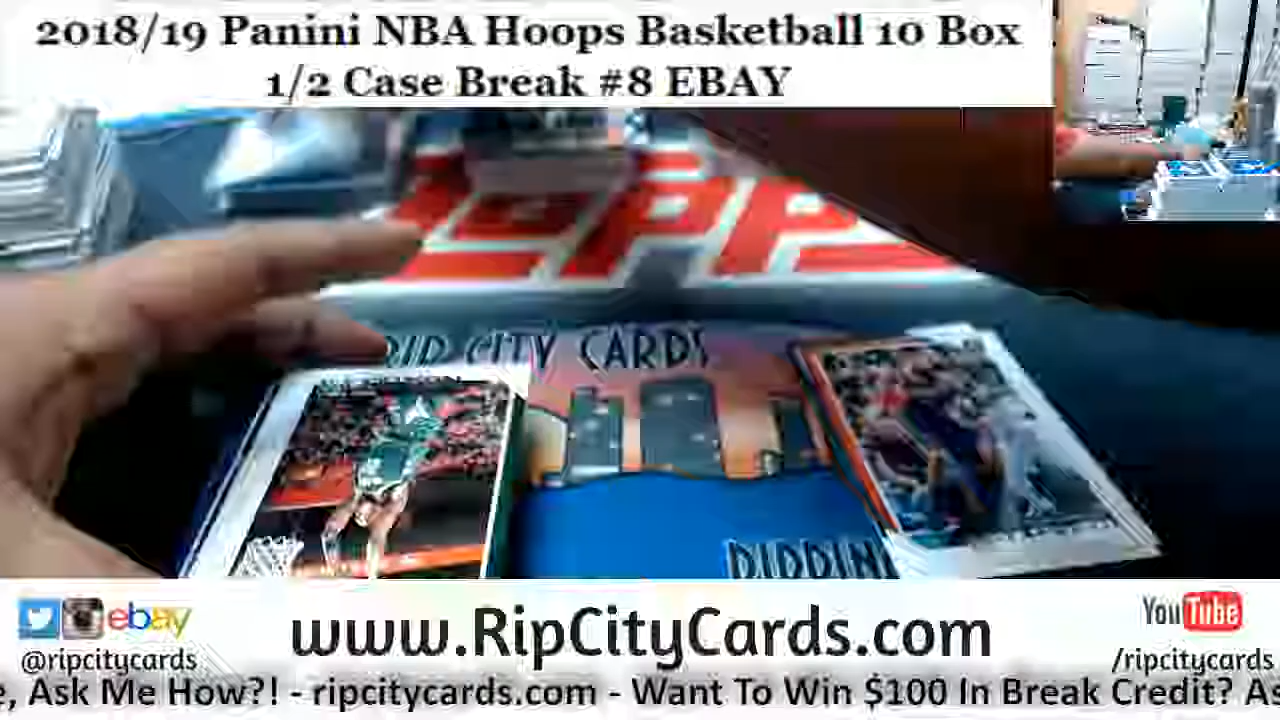 2018/19 Panini NBA Hoops Basketball 10 Box
1/2 Case Break #8 EBAY
RIP CITY CARDS
RIPPIN
ebay
@ripcitycards
www.RipCityCards.com
YouTube
/ripcitycards
e, Ask Me How?! - ripcitycards.com - Want To Win $100 In Break Credit? As